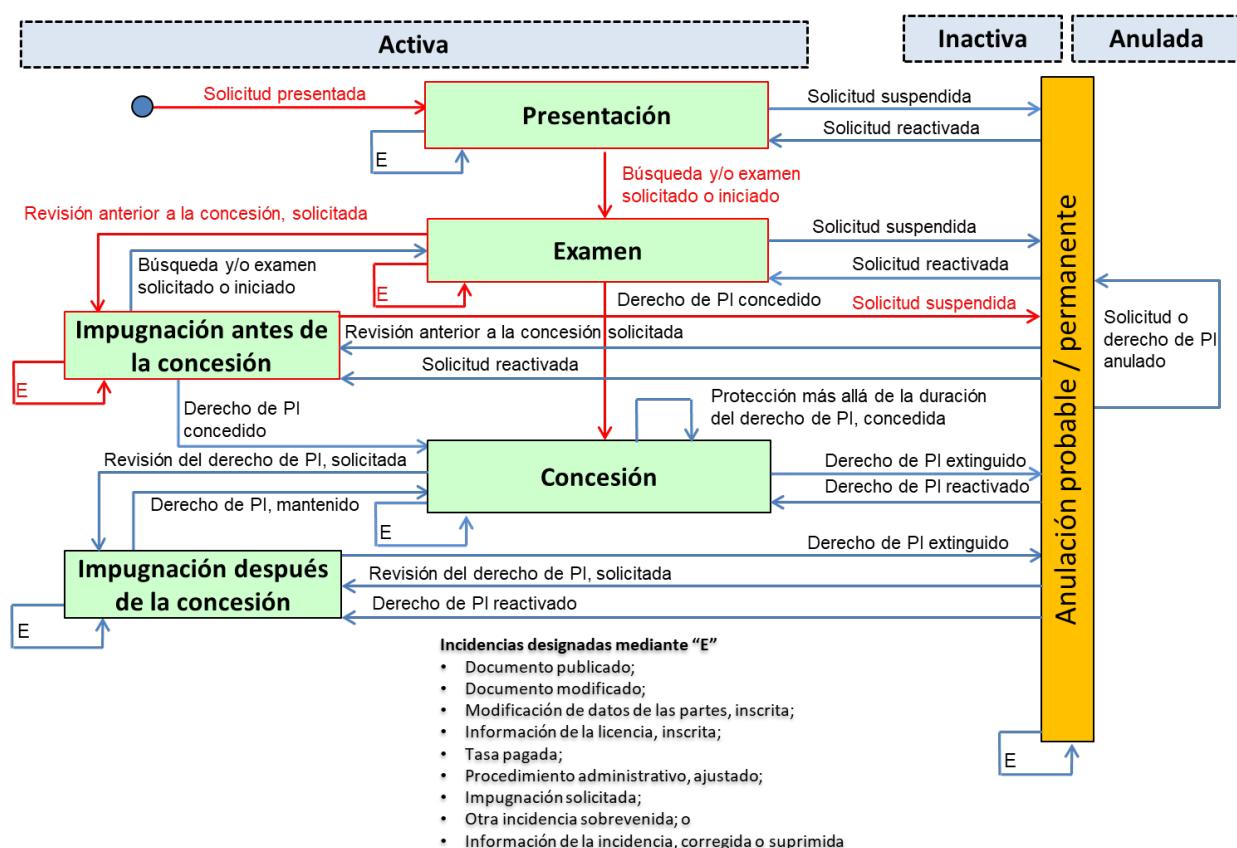 Activa
Inactiva
Anulada
Solicitud presentada
Presentación
Solicitud suspendida
Solicitud reactivada
E
Búsqueda y/o examen
solicitado o iniciado
Revisión anterior a la concesión, solicitada
Examen
Solicitud suspendida
Solicitud reactivada
Búsqueda y/o examen
solicitado o iniciado
E
Derecho de PI concedido
Solicitud suspendida
Impugnación antes de
la concesión
Revisión anterior a la concesión solicitada
Solicitud reactivada
E
Solicitud o
derecho de PI
anulado
Anulación probable / permanente
Derecho de PI
concedido
Protección más allá de la duración
del derecho de PI, concedida
Revisión del derecho de PI, solicitada
Concesión
Derecho de PI extinguido
Derecho de PI reactivado
Derecho de PI, mantenido
E
Derecho de PI extinguido
Impugnación después
de la concesión
Revisión del derecho de PI, solicitada
Derecho de PI reactivado
E
Incidencias designadas mediante “E”
• Documento publicado;
• Documento modificado;
• Modificación de datos de las partes, inscrita;
• Información de la licencia, inscrita;
• Tasa pagada;
• Procedimiento administrativo, ajustado;
• Impugnación solicitada;
• Otra incidencia sobrevenida; o
• Información de la incidencia, corregida o suprimida
E